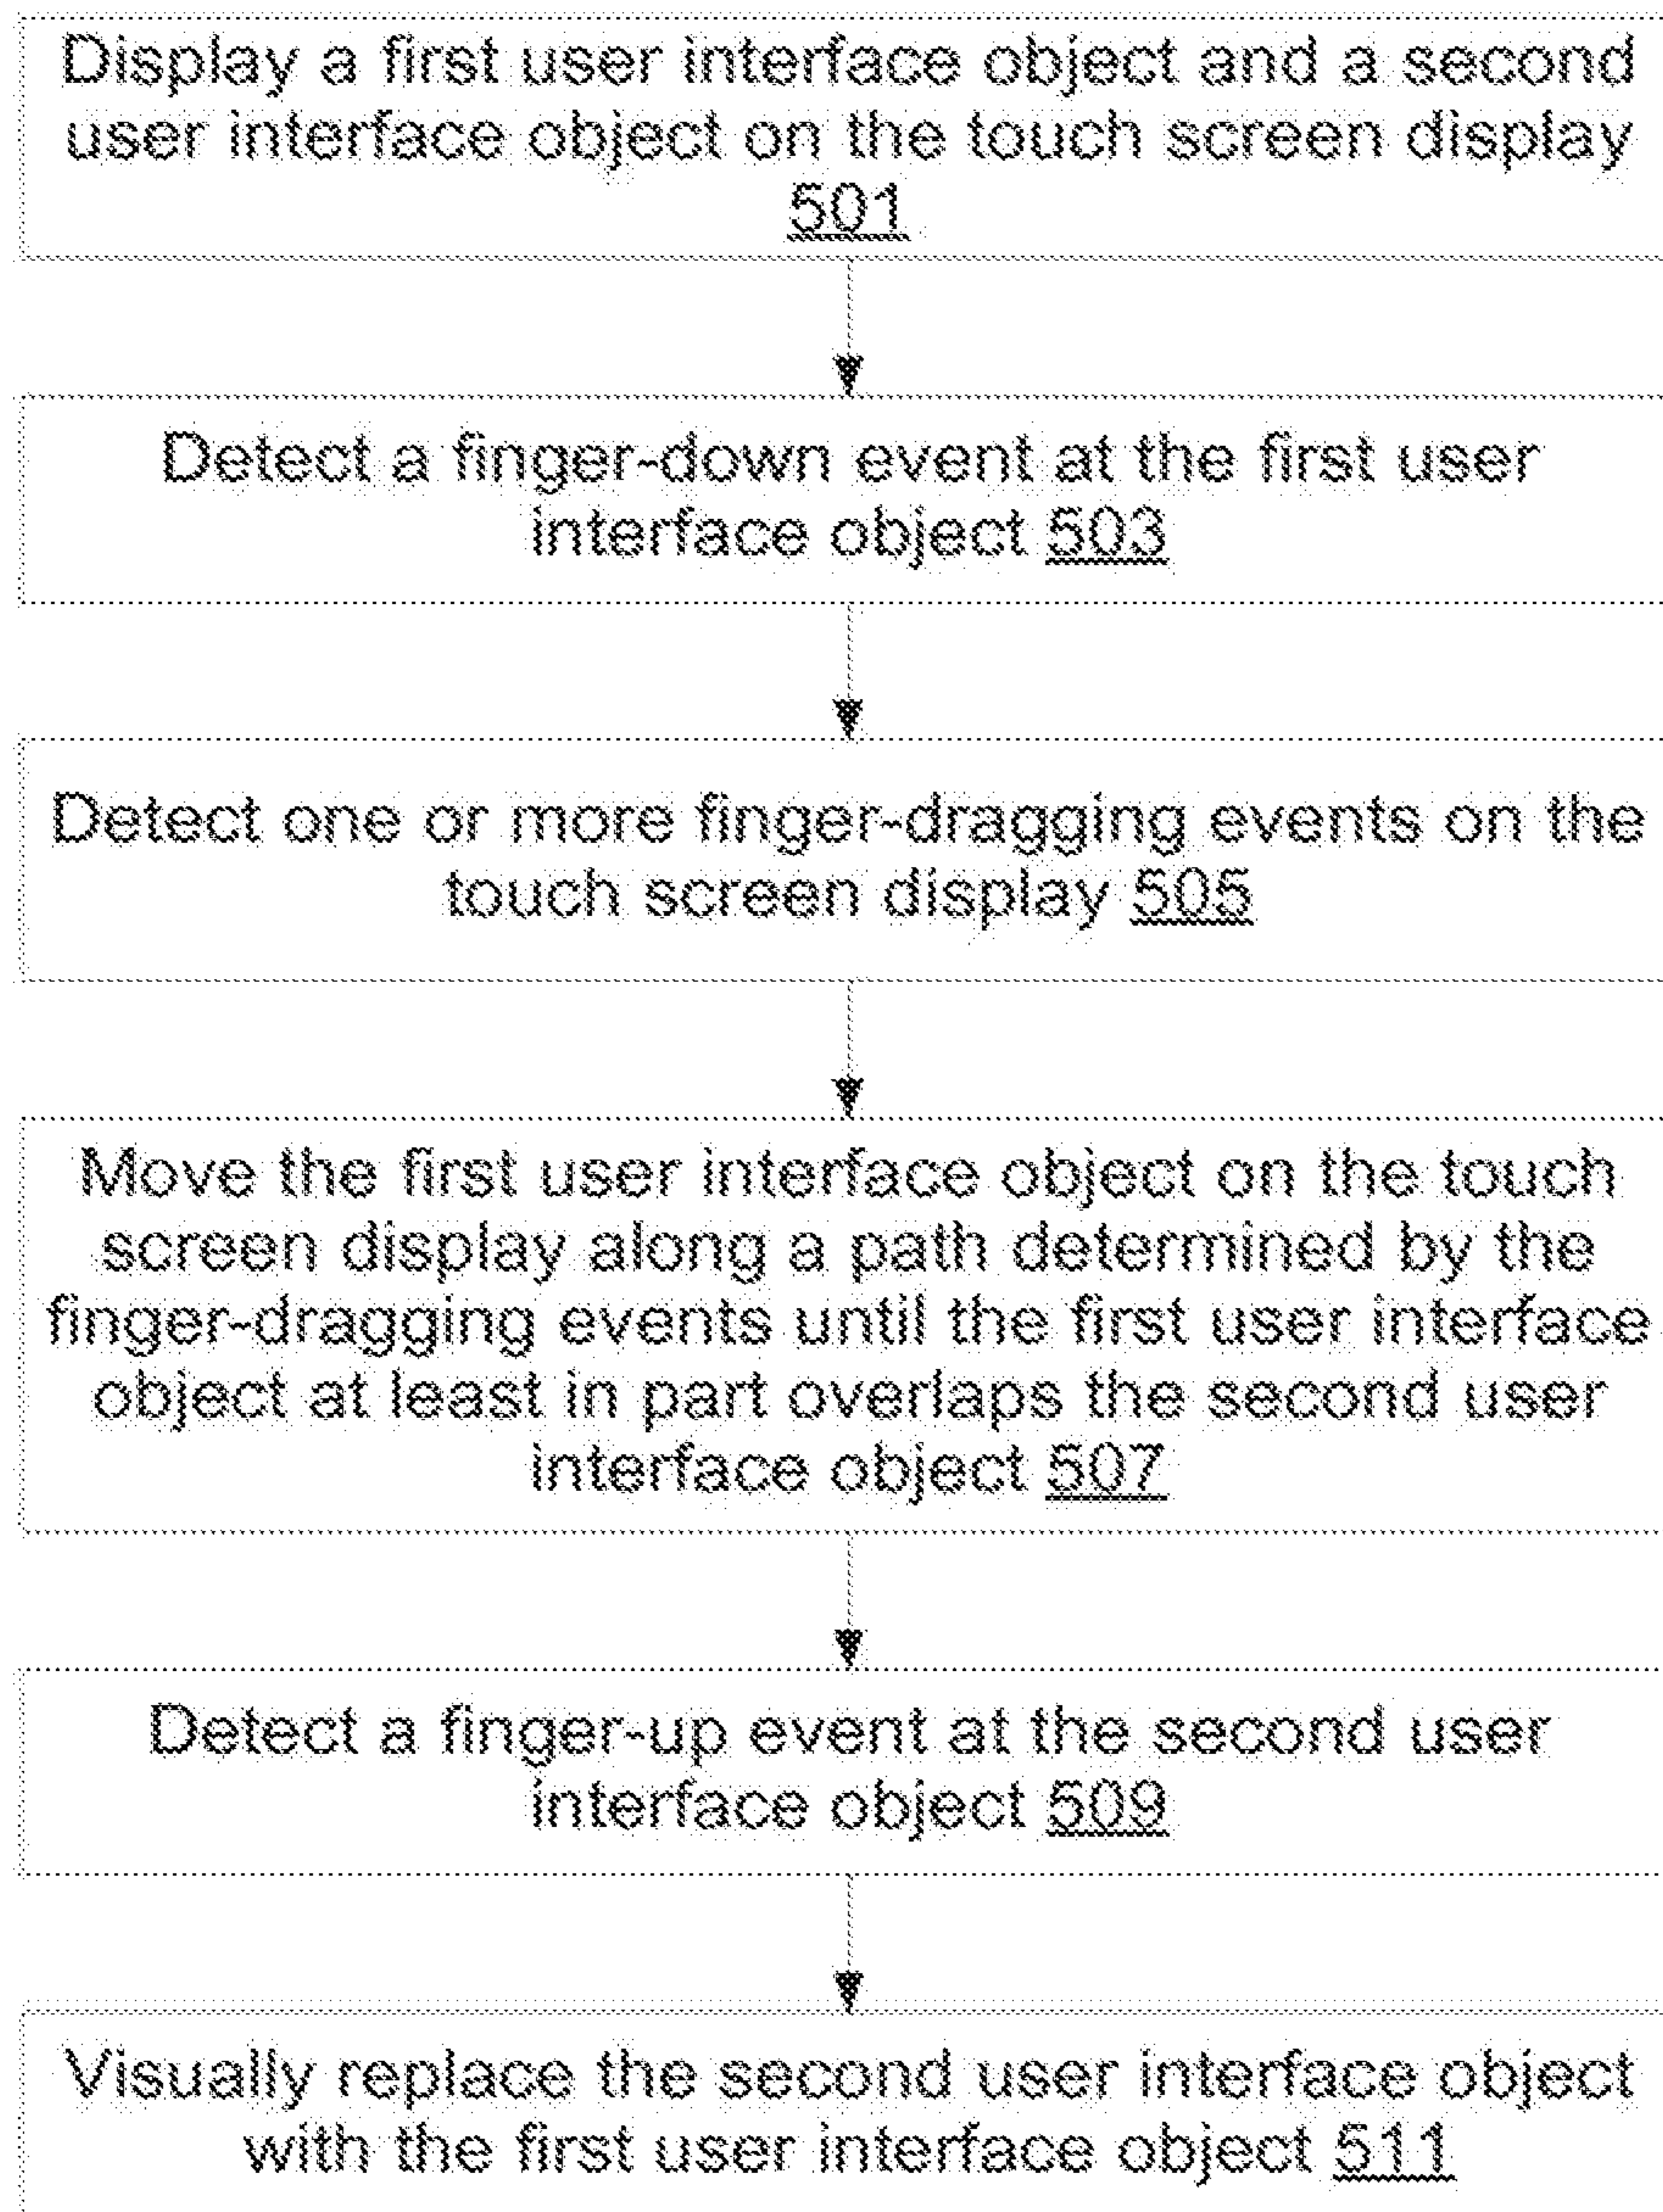 Display a first user interface object and a second
user interface object on the touch screen display
501
Detect a finger-down event at the first user
interface object 503
Detect one or more finger-dragging events on the
touch screen display 505
Move the first user interface object on the touch
screen display along a path determined by the
finger-dragging events until the first user interface
object at least in part overlaps the second user
interface object 507
Detect a finger-up event at the second user
interface object 509
Visually replace the second user interface object
with the first user interface object 511